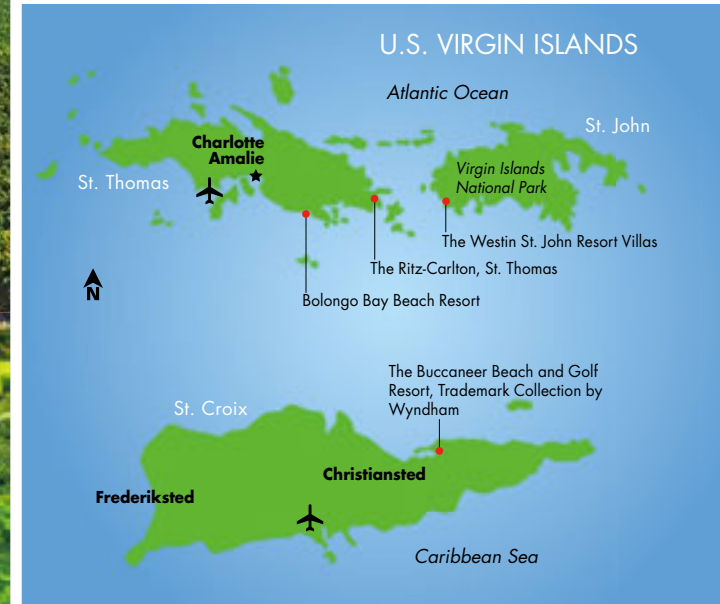 U.S. VIRGIN ISLANDS
Atlantic Ocean
St. John
Charlotte
Amalie
Virgin Islands
National Park
St. Thomas
The Westin St. John Resort Villas
The Ritz-Carlton, St. Thomas
N
Bolongo Bay Beach Resort
The Buccaneer Beach and Golf
Resort, Trademark Collection by
Wyndham
St. Croix
Christiansted
Frederiksted
Caribbean Sea